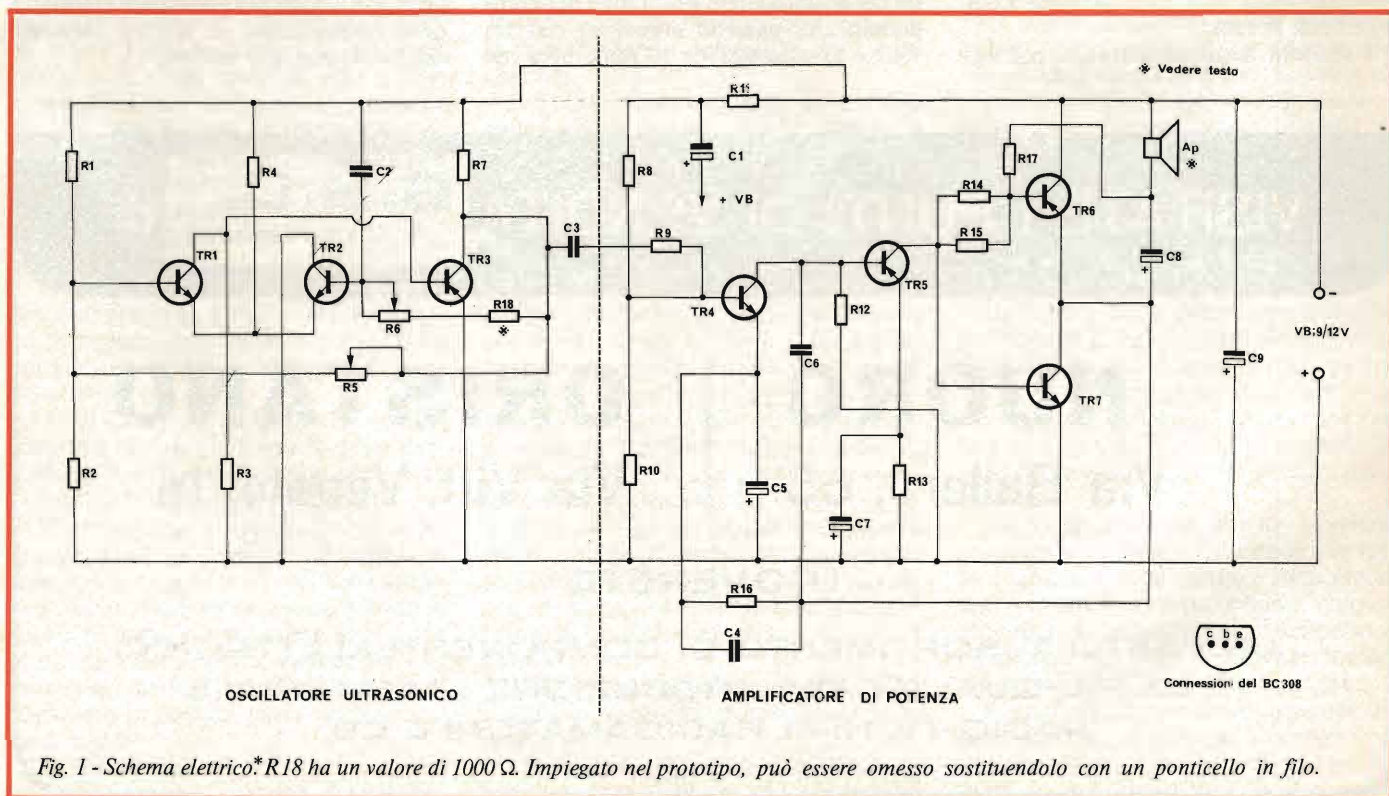 ※ Vedere testo
R11
R1
R4
C2
R7
R8
C1
+
+ VB
R17
Ap
※
R14
R15
TR6
C3
R9
TR1
TR2
TR3
TR5
C8
+
TR4
R6
R18
※
R12
VB:9/12V
-
+
C6
C9
+
R5
TR7
R2
R3
R10
C5
+
C7
+
R13
R16
C4
c b e
Connessioni del BC308
OSCILLATORE ULTRASONICO
AMPLIFICATORE DI POTENZA
Fig. 1 - Schema elettrico.* R18 ha un valore di 1000 Ω. Impiegato nel prototipo, può essere omesso sostituendolo con un ponticello in filo.